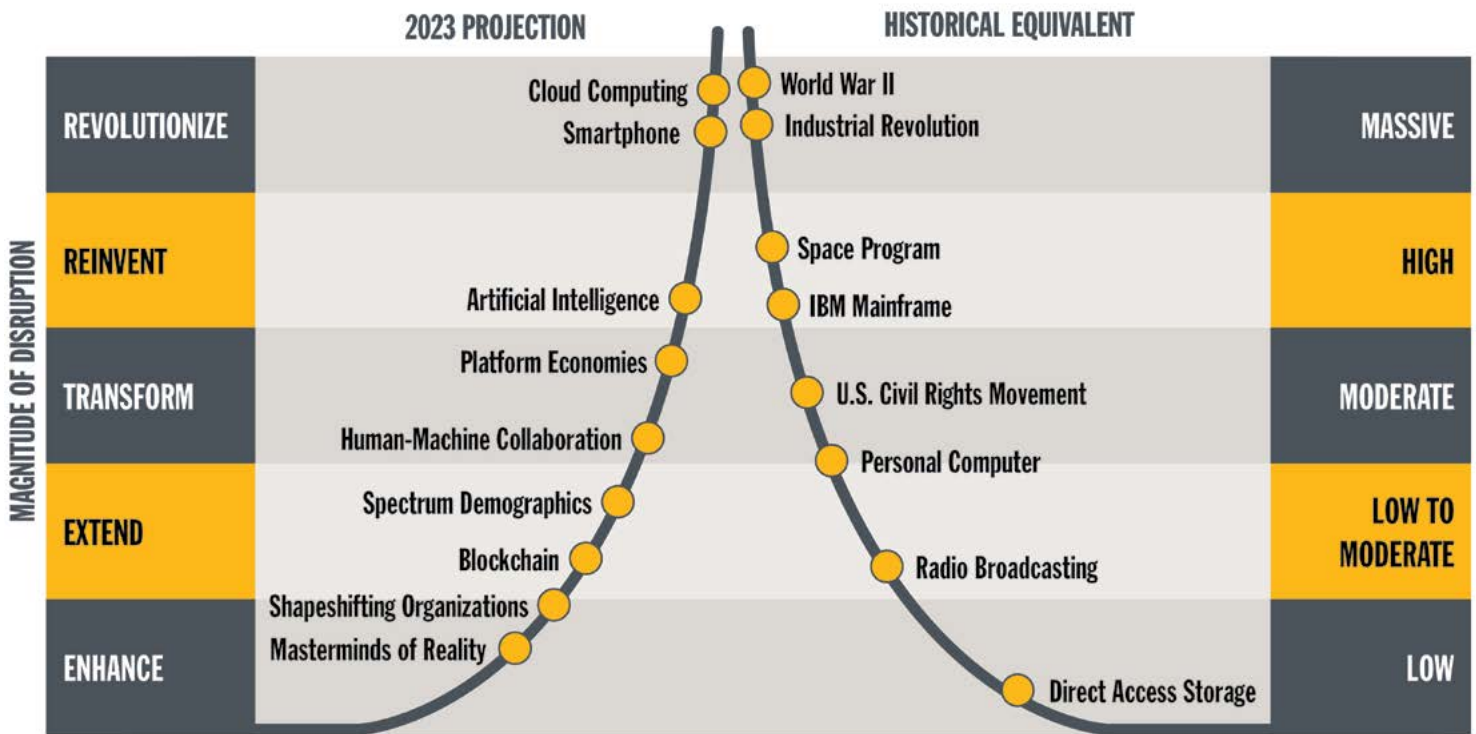 2023 PROJECTION
HISTORICAL EQUIVALENT
MAGNITUDE OF DISRUPTION
REVOLUTIONIZE
Cloud Computing
Smartphone
World War II
Industrial Revolution
MASSIVE
REINVENT
Artificial Intelligence
Space Program
IBM Mainframe
HIGH
TRANSFORM
Platform Economies
Human-Machine Collaboration
U.S. Civil Rights Movement
Personal Computer
MODERATE
EXTEND
Spectrum Demographics
Blockchain
Radio Broadcasting
LOW TO
MODERATE
ENHANCE
Shapeshifting Organizations
Masterminds of Reality
Direct Access Storage
LOW